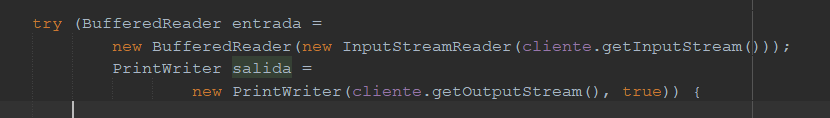 try (BufferedReader entrada =
new BufferedReader(new InputStreamReader(cliente.getInputStream()));
PrintWriter salida =
new PrintWriter(cliente.getOutputStream(), true)) {